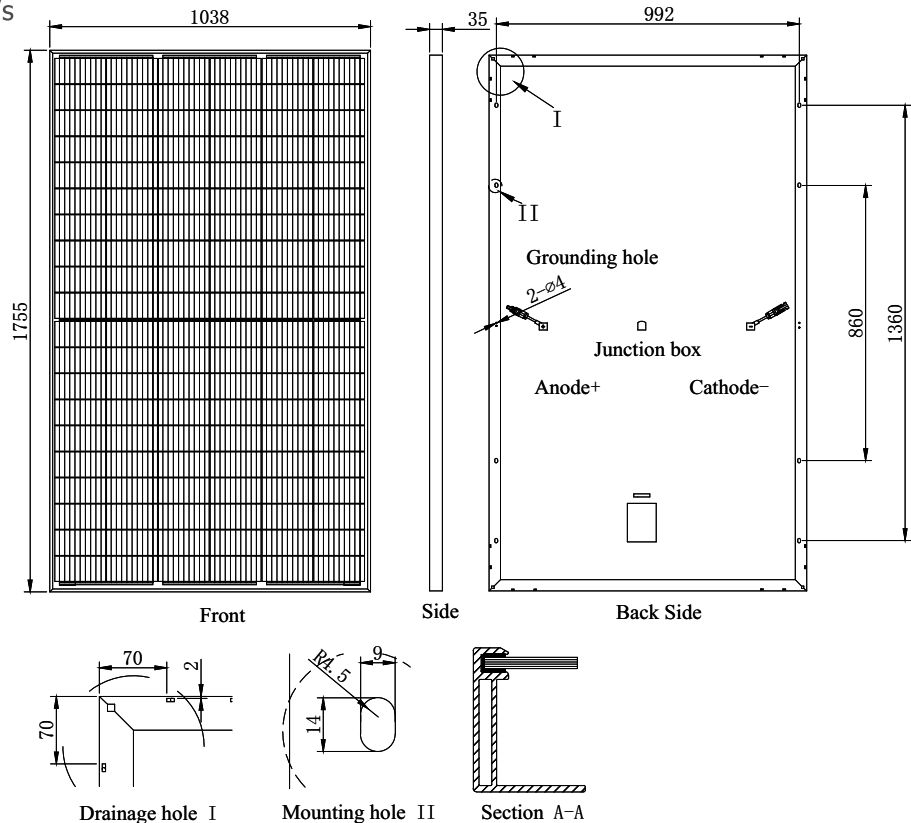 /s
1038
35
992
1755
I
II
Grounding hole
2-⌀4
Junction box
Anode+
Cathode-
860
1360
Front
Side
Back Side
70
2
70
R4.5
9
14
Drainage hole I
Mounting hole II
Section A-A